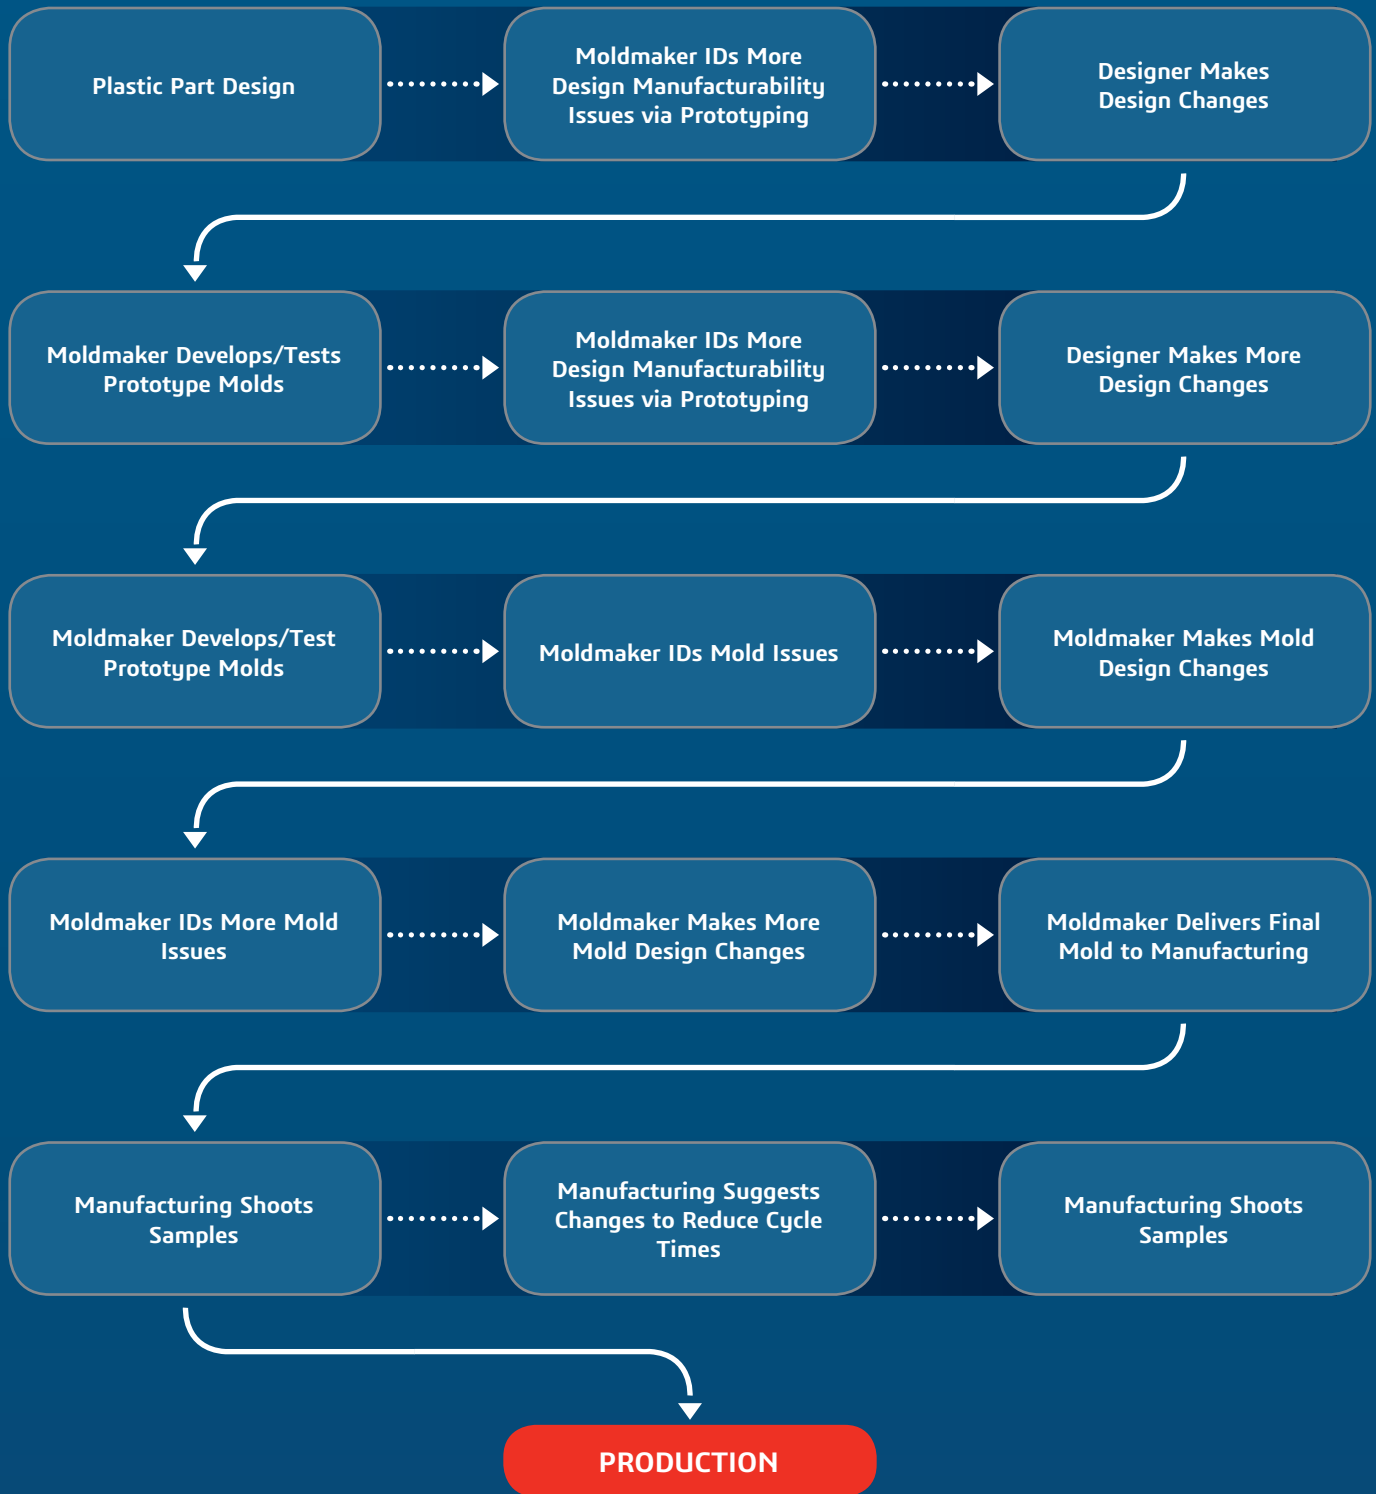 Plastic Part Design
Moldmaker IDs More
Design Manufacturability
Issues via Prototyping
Designer Makes
Design Changes
Moldmaker Develops/Tests
Prototype Molds
Moldmaker IDs More
Design Manufacturability
Issues via Prototyping
Designer Makes More
Design Changes
Moldmaker Develops/Test
Prototype Molds
Moldmaker IDs Mold Issues
Moldmaker Makes Mold
Design Changes
Moldmaker IDs More Mold
Issues
Moldmaker Makes More
Mold Design Changes
Moldmaker Delivers Final
Mold to Manufacturing
Manufacturing Shoots
Samples
Manufacturing Suggests
Changes to Reduce Cycle
Times
Manufacturing Shoots
Samples
PRODUCTION